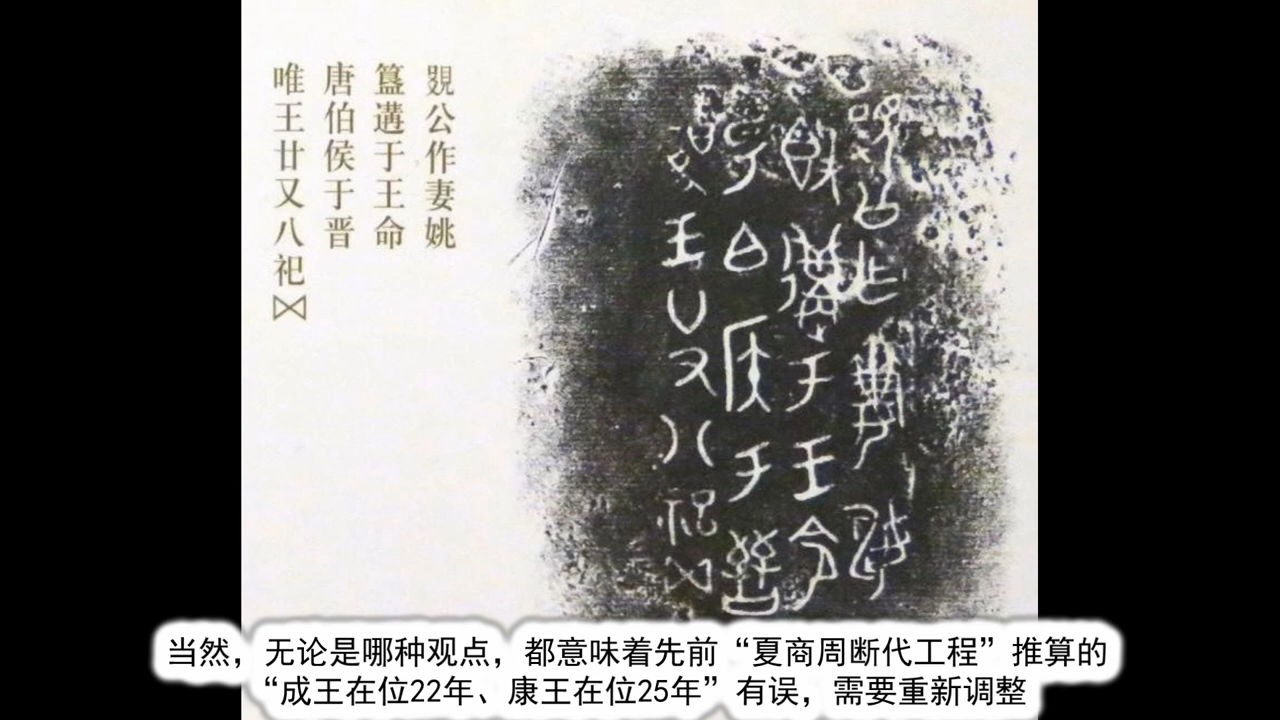 𫧃公作妻姚
簋遘于王命
唐伯侯于晋
唯王廿又八祀
当然，无论是哪种观点，都意味着先前“夏商周断代工程”推算的
“成王在位22年、康王在位25年”有误，需要重新调整